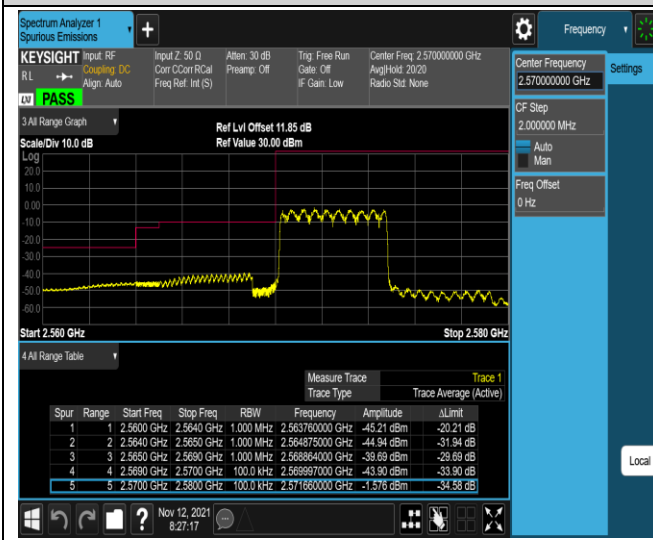 Spectrum Analyzer 1
Spurious Emissions
+
Frequency
KEYSIGHT Input: RF Input Z: 50 Ω Atten: 30 dB Trig: Free Run Center Freq: 2.570000000 GHz
RL Coupling: DC Corr CCorr RCal Preamp: Off Gate: Off Avg|Hold: 20/20
Align: Auto Freq Ref: Int (S) IF Gain: Low Radio Std: None
LNI PASS
Center Frequency
2.570000000 GHz
Settings
CF Step
2.000000 MHz
Auto
Man
Freq Offset
0 Hz
3 All Range Graph
Ref Lvl Offset 11.85 dB
Scale/Div 10.0 dB Ref Value 30.00 dBm
Log
20.0
10.0
0.00
-10.0
-20.0
-30.0
-40.0
-50.0
-60.0
Start 2.560 GHz Stop 2.580 GHz
4 All Range Table
Measure Trace Trace 1
Trace Type Trace Average (Active)
Spur Range Start Freq Stop Freq RBW Frequency Amplitude ΔLimit
1 1 2.5600 GHz 2.5640 GHz 1.000 MHz 2.563760000 GHz -45.21 dBm -20.21 dB
2 2 2.5640 GHz 2.5650 GHz 1.000 MHz 2.564875000 GHz -44.94 dBm -31.94 dB
3 3 2.5650 GHz 2.5690 GHz 1.000 MHz 2.568864000 GHz -39.69 dBm -29.69 dB
4 4 2.5690 GHz 2.5700 GHz 100.0 kHz 2.569997000 GHz -43.90 dBm -33.90 dB
5 5 2.5700 GHz 2.5800 GHz 100.0 kHz 2.571660000 GHz -1.576 dBm -34.58 dB
Local
? Nov 12, 2021
8:27:17